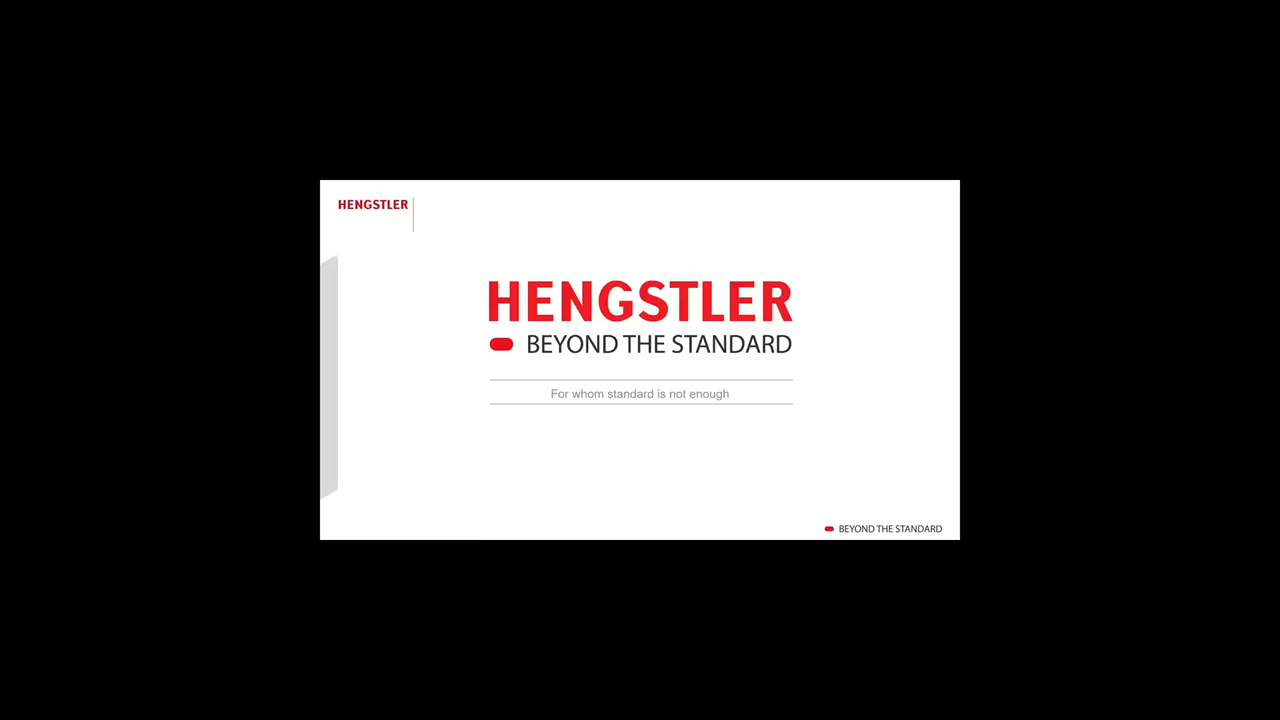 HENGSTLER
HENGSTLER
BEYOND THE STANDARD
For whom standard is not enough
BEYOND THE STANDARD